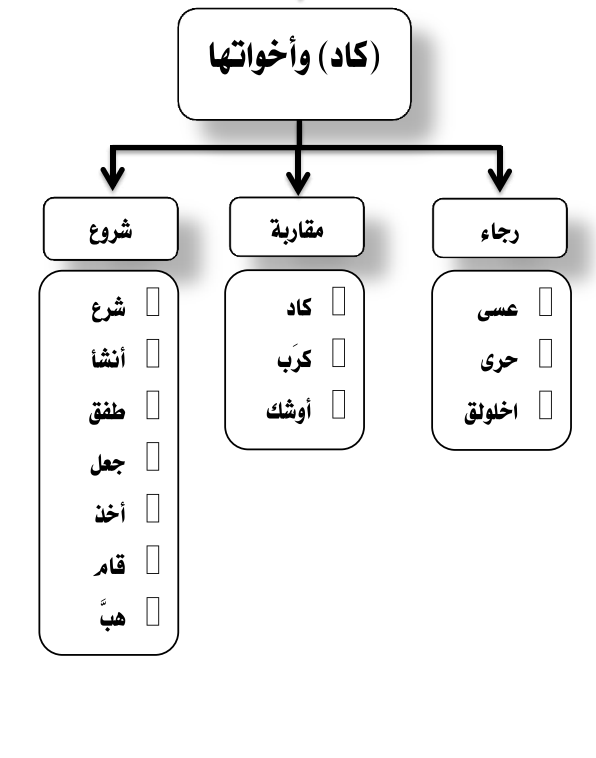 (كاد) وأخواتها
رجاء
عسى
حرى
اخلولق
مقاربة
كاد
كرَب
أوشك
شروع
شرع
أنشأ
طفق
جعل
أخذ
قام
هبَّ